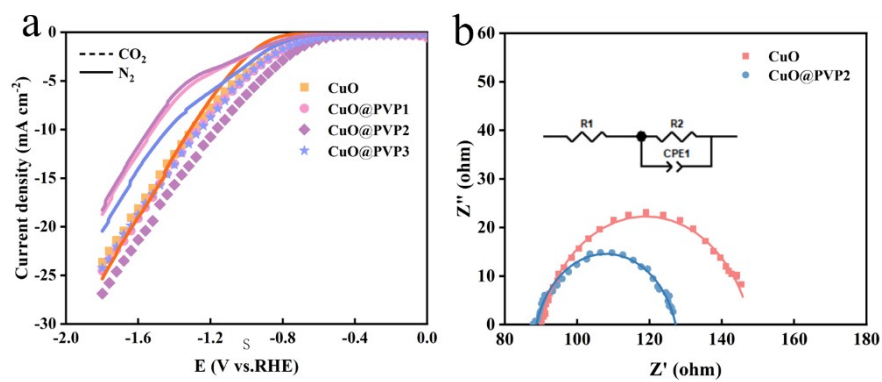 a
CO2
N2
CuO
CuO@PVP1
CuO@PVP2
CuO@PVP3
Current density (mA cm-2)
0
-5
-10
-15
-20
-25
-30
-2.0 -1.6 -1.2 -0.8 -0.4 0.0
S
E (V vs.RHE)
b
CuO
CuO@PVP2
R1 R2
CPE1
Z'' (ohm)
60
50
40
30
20
10
0
80 100 120 140 160 180
Z' (ohm)